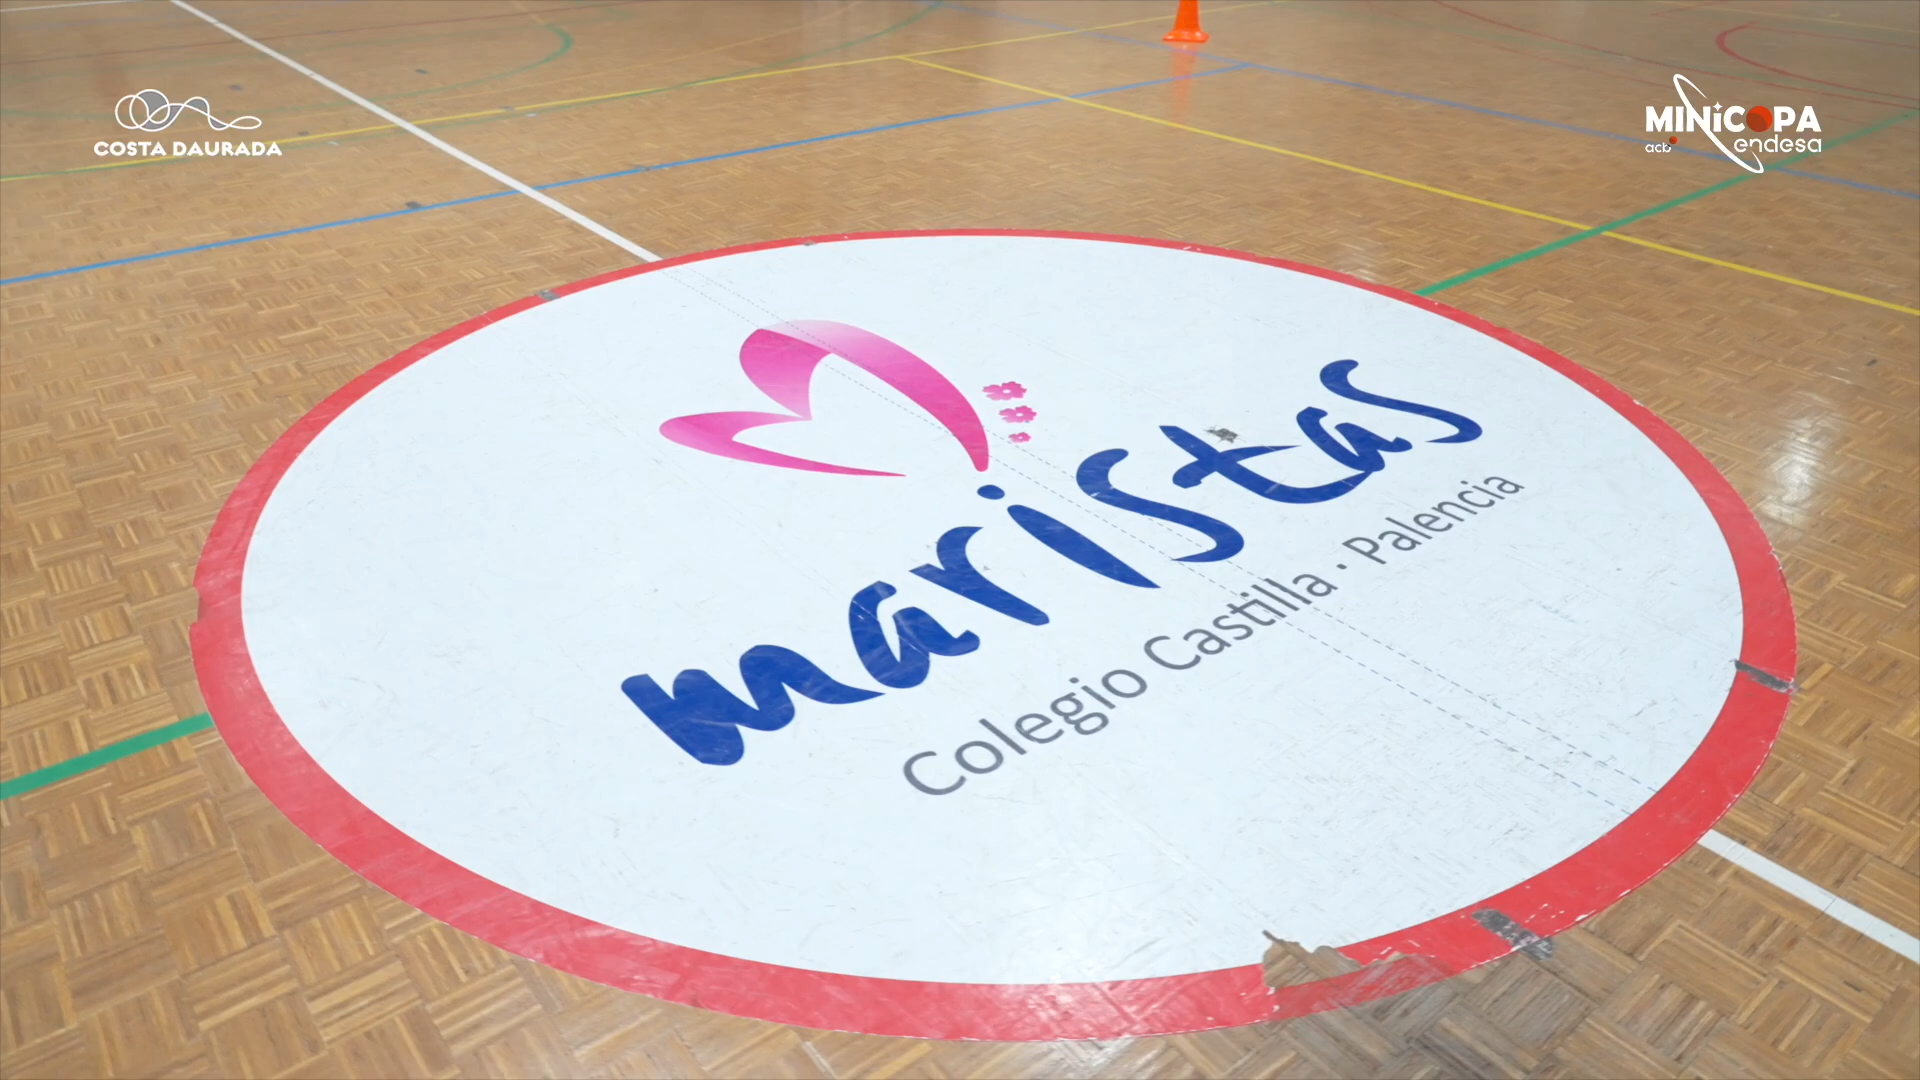 COSTA DAURADA
MINICOPA
acb endesa
maristas
Colegio Castilla · Palencia